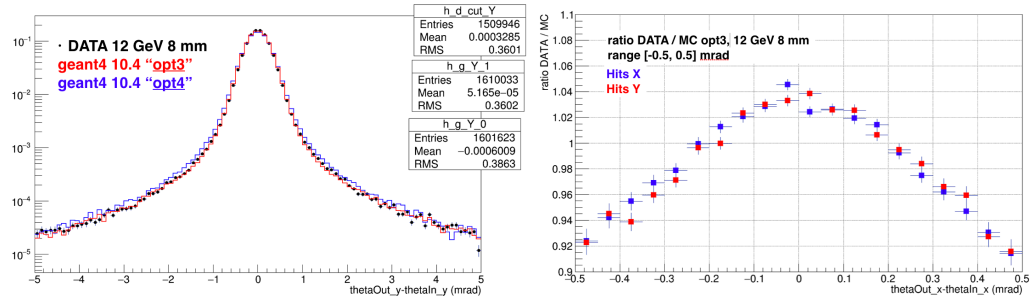 h_d_cut_Y
Entries 1509946
Mean 0.0003285
RMS 0.3601
h_g_Y_1
Entries 1610033
Mean 5.165e−05
RMS 0.3602
h_g_Y_0
Entries 1601623
Mean −0.0006009
RMS 0.3863
· DATA 12 GeV 8 mm
geant4 10.4 “opt3”
geant4 10.4 “opt4”
10⁻¹
10⁻²
10⁻³
10⁻⁴
10⁻⁵
−5 −4 −3 −2 −1 0 1 2 3 4 5
thetaOut_y-thetaIn_y (mrad)
ratio DATA / MC
ratio DATA / MC opt3, 12 GeV 8 mm
range [-0.5, 0.5] mrad
Hits X
Hits Y
1.1
1.08
1.06
1.04
1.02
1
0.98
0.96
0.94
0.92
0.9
−0.5 −0.4 −0.3 −0.2 −0.1 0 0.1 0.2 0.3 0.4 0.5
thetaOut_x-thetaIn_x (mrad)